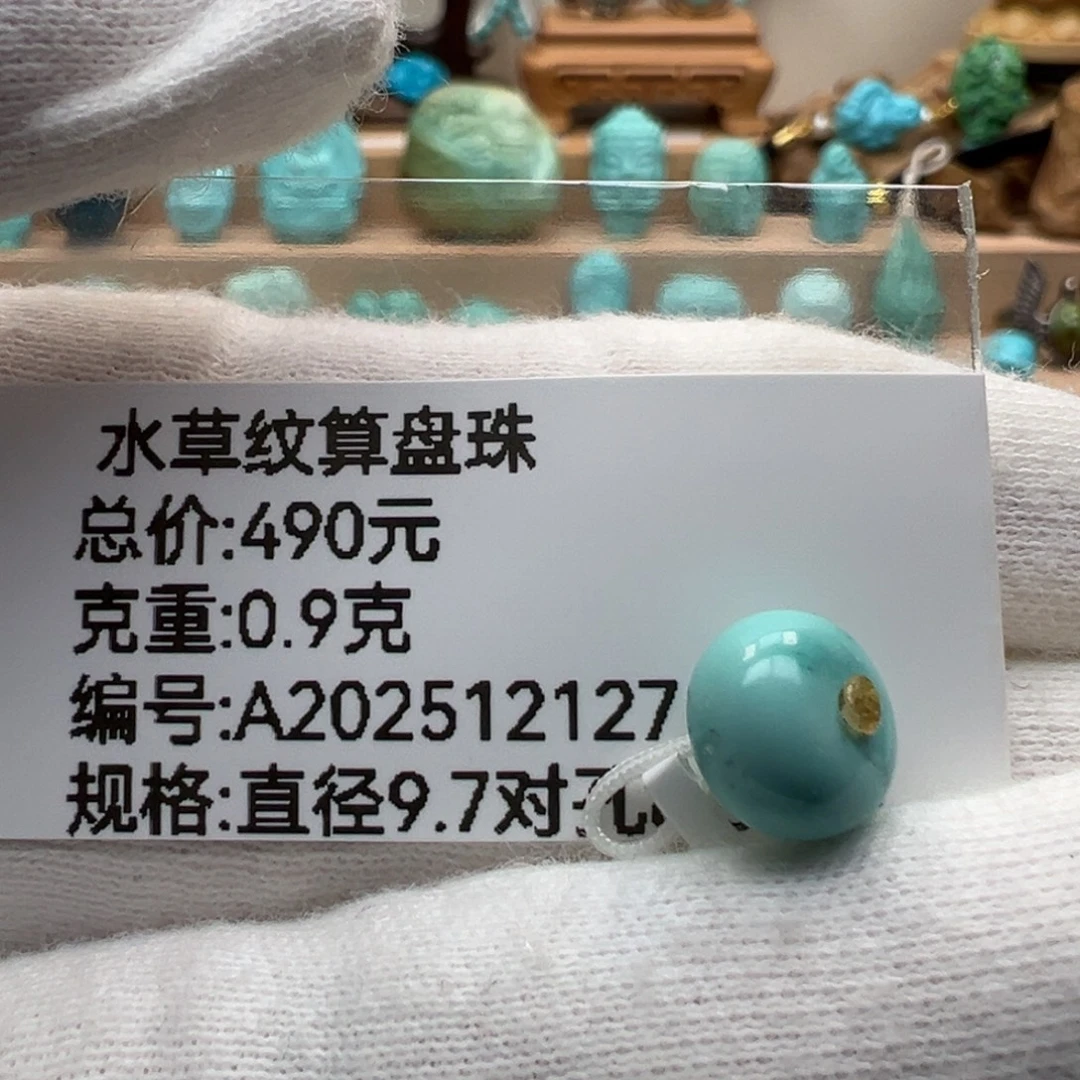 水草纹算盘珠
总价:490元
克重:0.9克
编号:A202512127
规格:直径9.7对孔